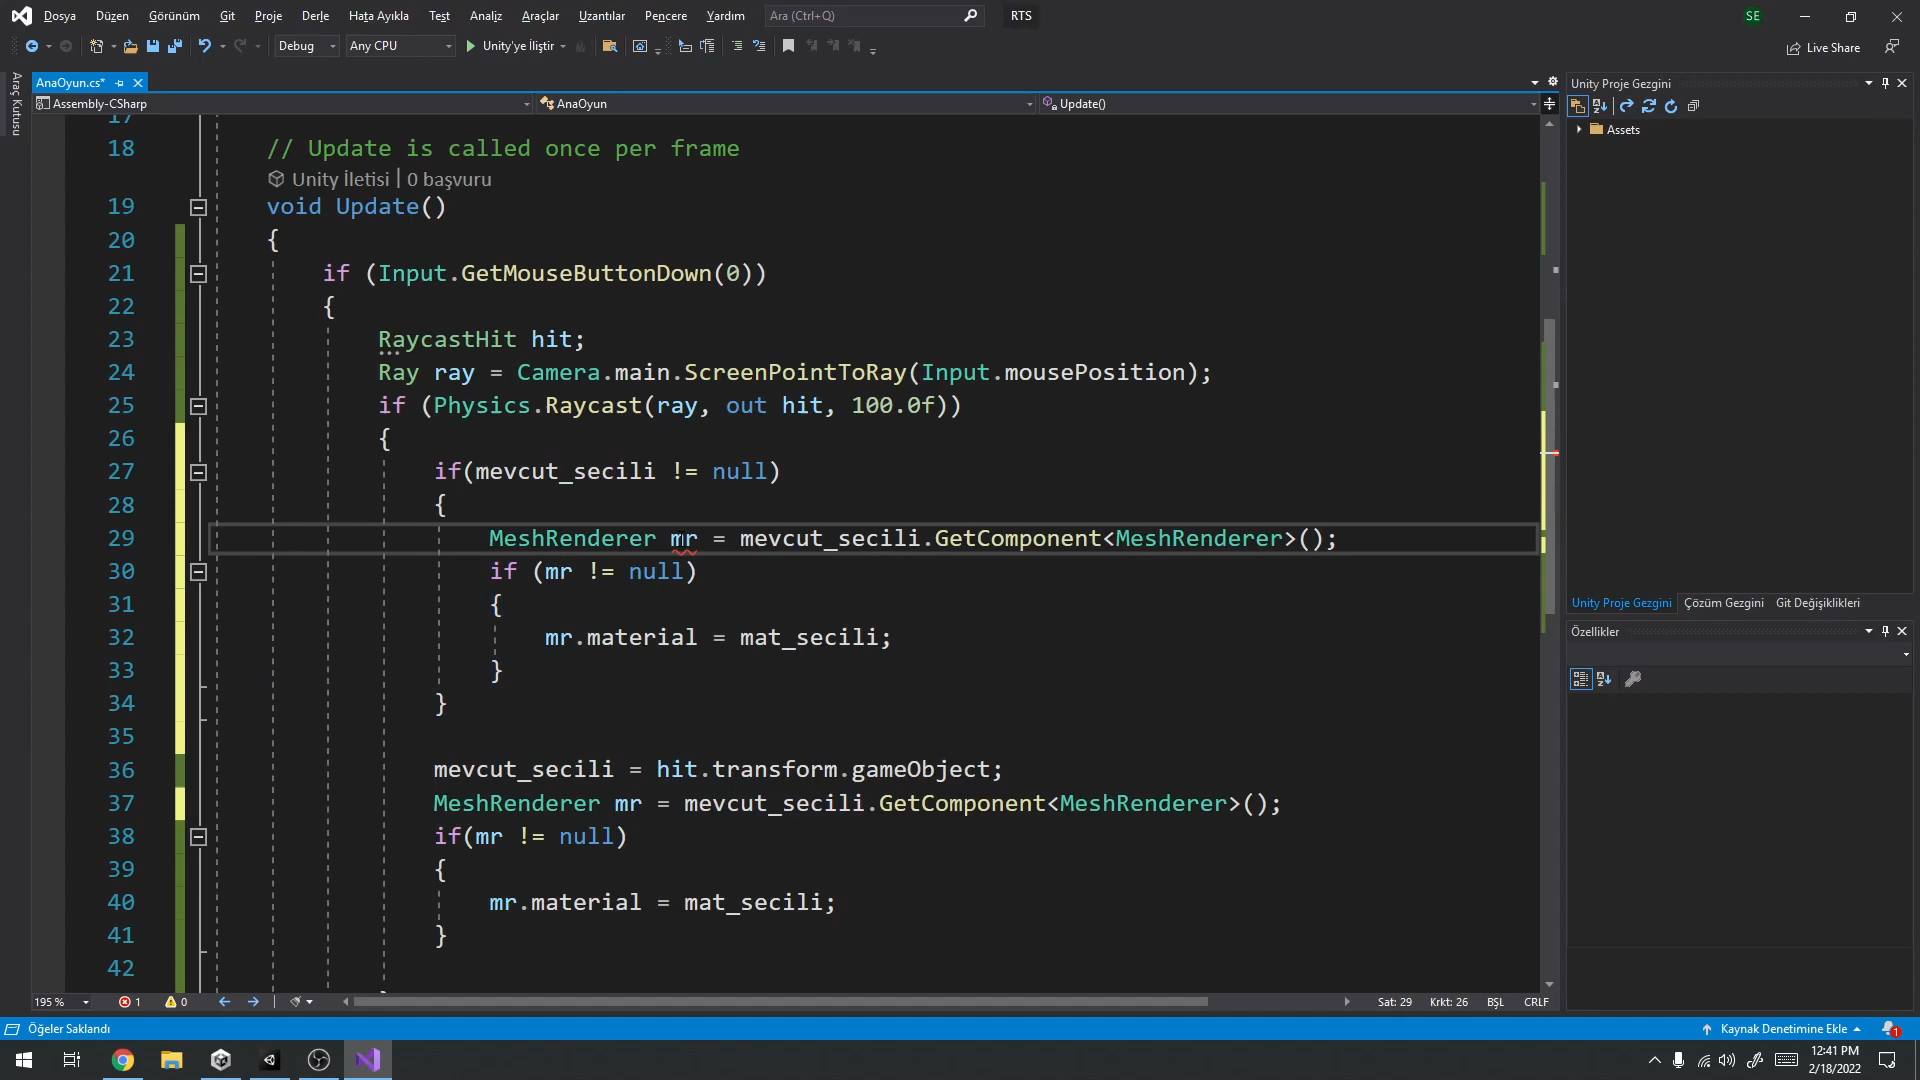 Dosya Düzen Görünüm Git Proje Derle Hata Ayıkla Test Analiz Araçlar Uzantılar Pencere Yardım Ara (Ctrl+Q) RTS SE
Debug Any CPU Unity'ye İliştir Live Share
Araç Kutusu
AnaOyun.cs*
Assembly-CSharp AnaOyun Update()
17
18 // Update is called once per frame
Unity İletisi | 0 başvuru
19 void Update()
20 {
21 if (Input.GetMouseButtonDown(0))
22 {
23 RaycastHit hit;
24 Ray ray = Camera.main.ScreenPointToRay(Input.mousePosition);
25 if (Physics.Raycast(ray, out hit, 100.0f))
26 {
27 if(mevcut_secili != null)
28 {
29 MeshRenderer mr = mevcut_secili.GetComponent<MeshRenderer>();
30 if (mr != null)
31 {
32 mr.material = mat_secili;
33 }
34 }
35
36 mevcut_secili = hit.transform.gameObject;
37 MeshRenderer mr = mevcut_secili.GetComponent<MeshRenderer>();
38 if(mr != null)
39 {
40 mr.material = mat_secili;
41 }
42
Unity Proje Gezgini
Assets
Unity Proje Gezgini Çözüm Gezgini Git Değişiklikleri
Özellikler
195 % 1 0 Sat: 29 Krkt: 26 BŞL CRLF
Öğeler Saklandı Kaynak Denetimine Ekle 1
12:41 PM
2/18/2022